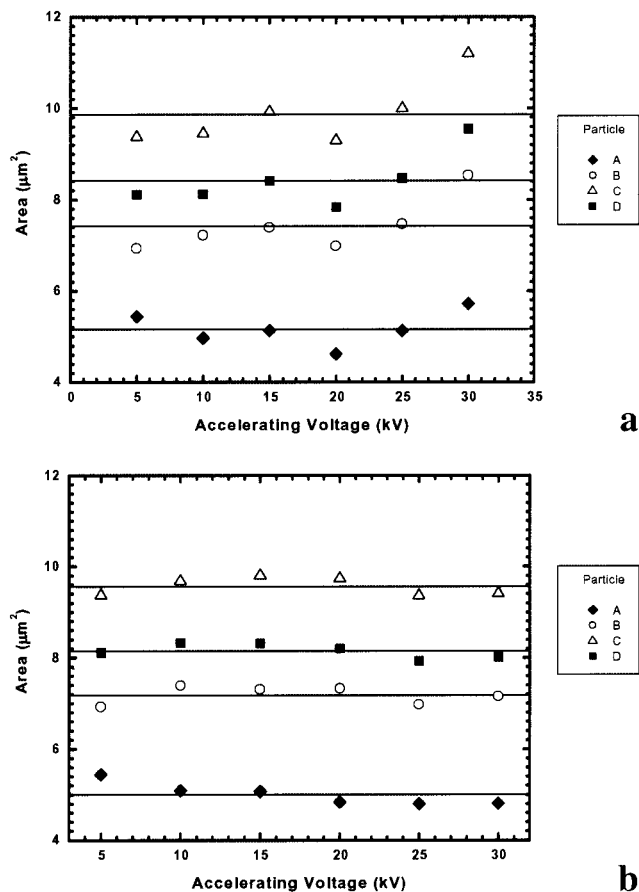 12
10
8
6
4
Area (μm²)
0 5 10 15 20 25 30 35
Accelerating Voltage (kV)
Particle
A
B
C
D
a
12
10
8
6
4
Area (μm²)
5 10 15 20 25 30
Accelerating Voltage (kV)
Particle
A
B
C
D
b